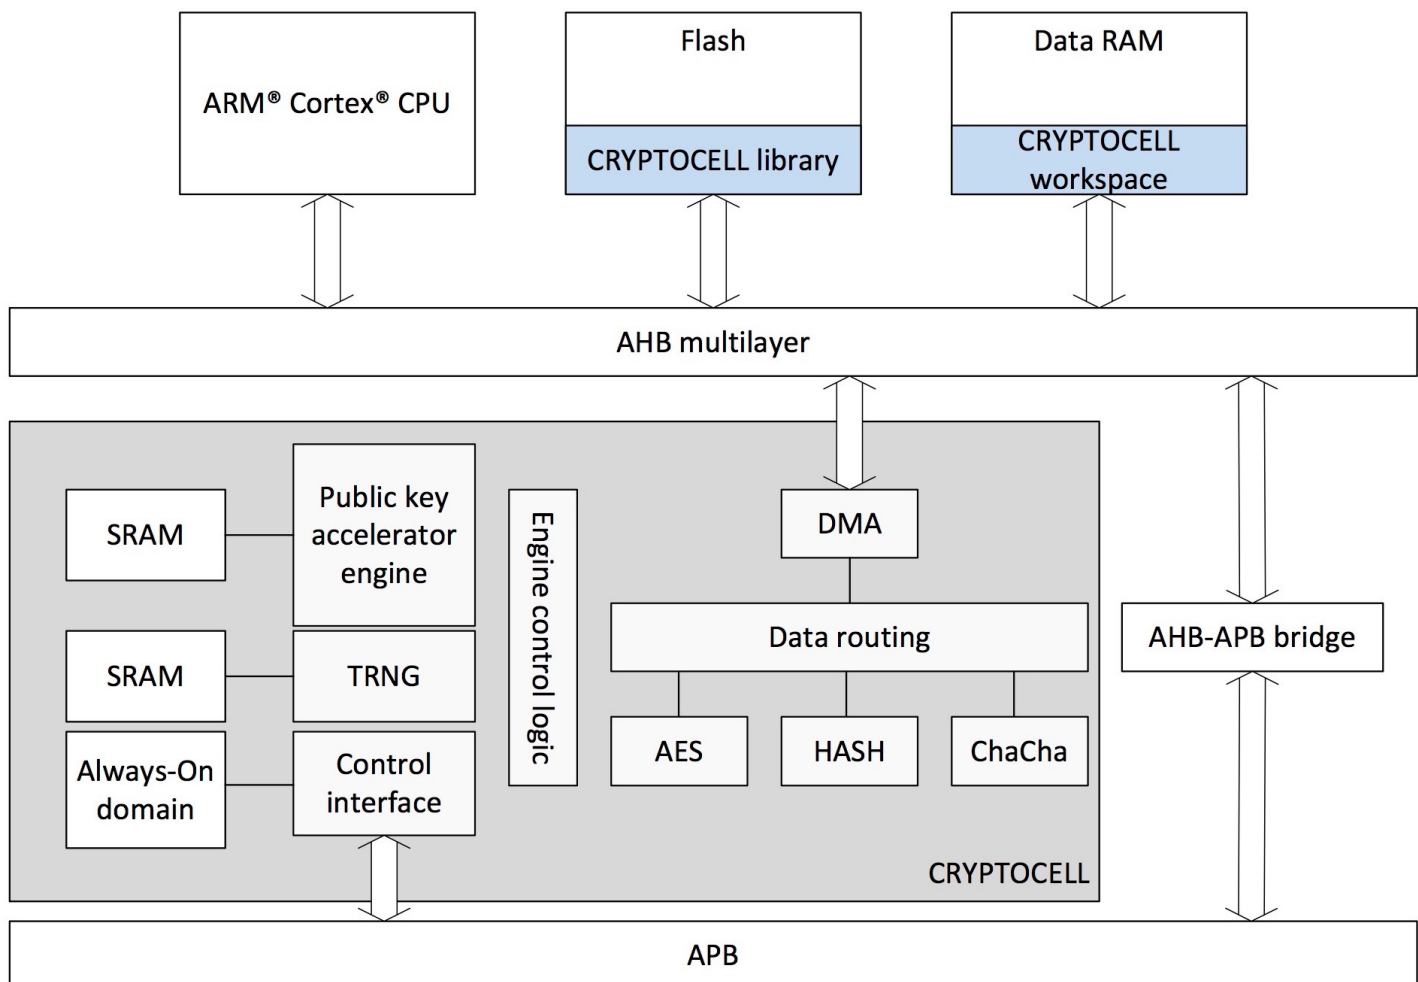 ARM® Cortex® CPU
Flash
CRYPTOCELL library
Data RAM
CRYPTOCELL
workspace
AHB multilayer
SRAM
Public key
accelerator
engine
SRAM
TRNG
Always-On
domain
Control
interface
Engine control logic
DMA
Data routing
AES
HASH
ChaCha
CRYPTOCELL
AHB-APB bridge
APB